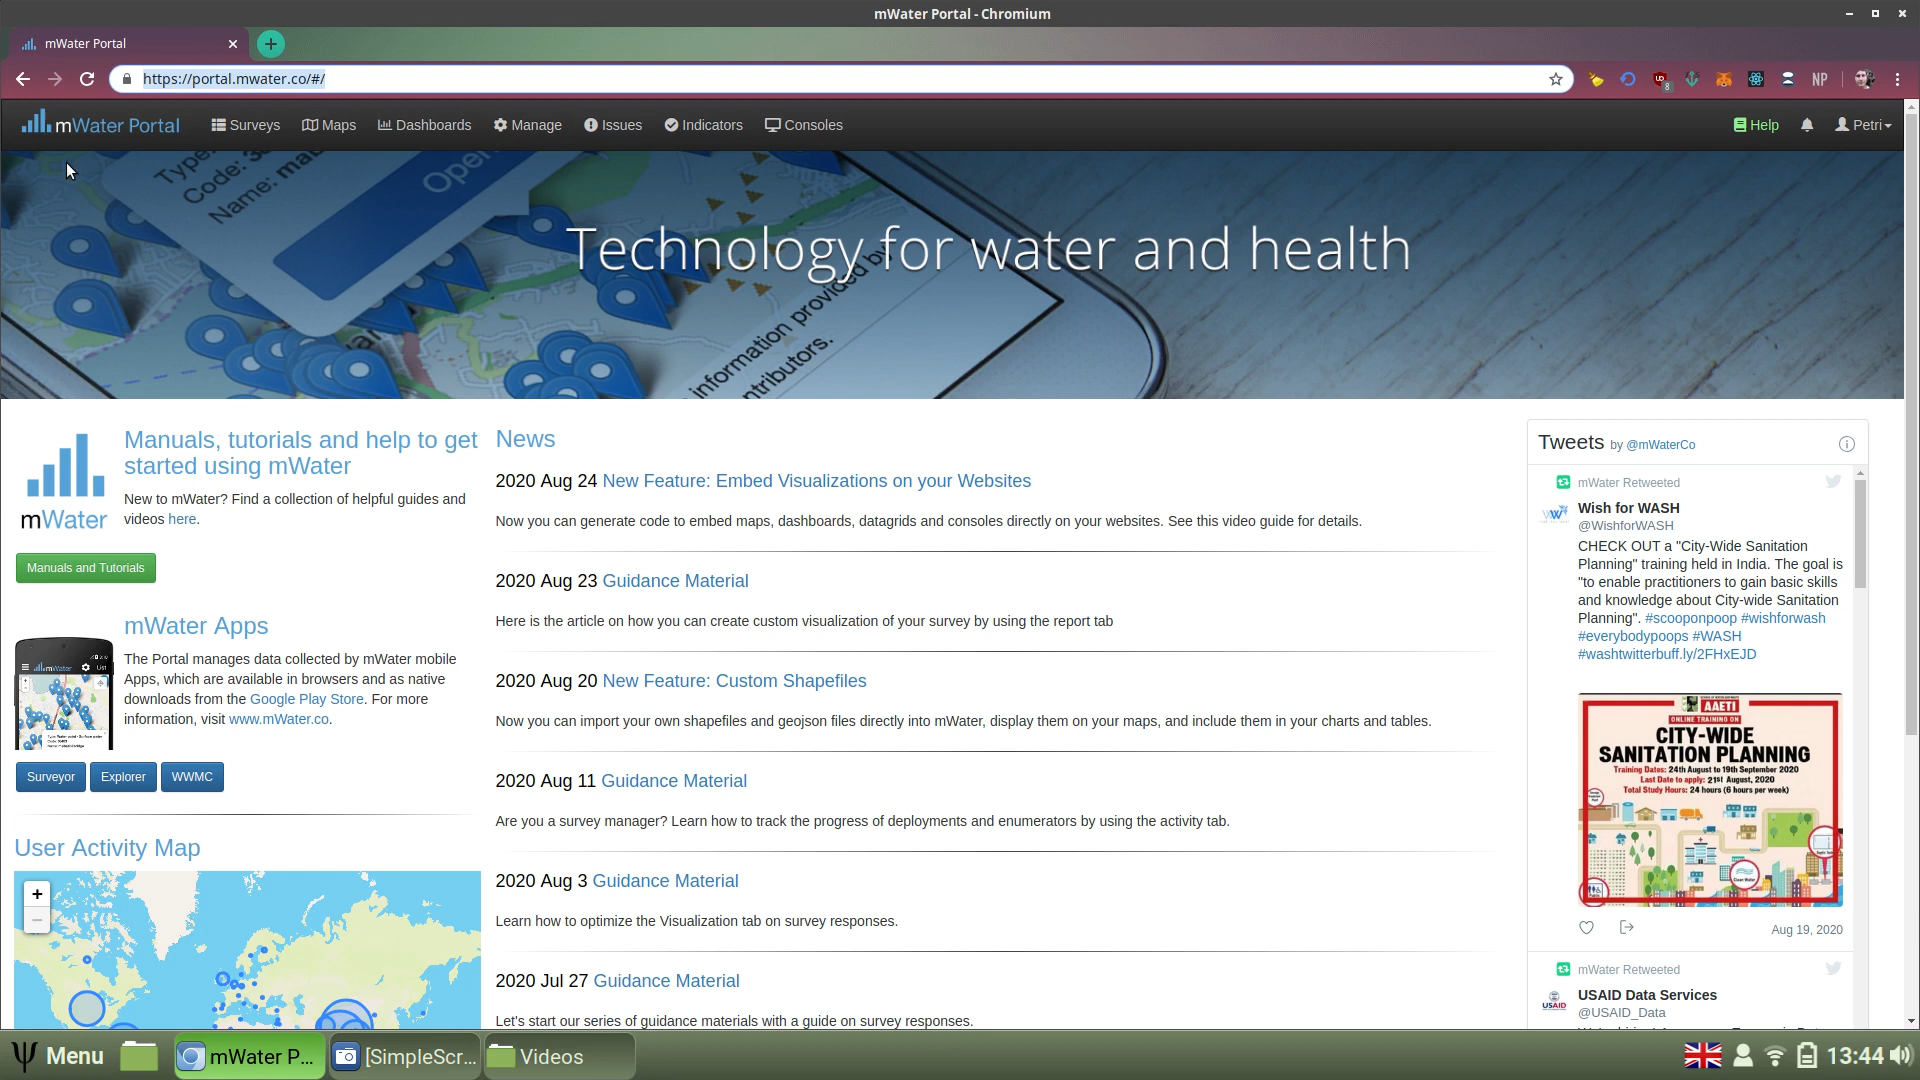 mWater Portal - Chromium
mWater Portal
https://portal.mwater.co/#/
8
NP
mWater Portal
Surveys
Maps
Dashboards
Manage
Issues
Indicators
Consoles
Help
Petri
Technology for water and health
Open
Code: 3
Name: ma
information provided by
ntributors.
mWater
Manuals, tutorials and help to get
started using mWater
New to mWater? Find a collection of helpful guides and
videos here.
Manuals and Tutorials
mWater Apps
The Portal manages data collected by mWater mobile
Apps, which are available in browsers and as native
downloads from the Google Play Store. For more
information, visit www.mWater.co.
Surveyor
Explorer
WWMC
User Activity Map
+
−
News
2020 Aug 24 New Feature: Embed Visualizations on your Websites
Now you can generate code to embed maps, dashboards, datagrids and consoles directly on your websites. See this video guide for details.
2020 Aug 23 Guidance Material
Here is the article on how you can create custom visualization of your survey by using the report tab
2020 Aug 20 New Feature: Custom Shapefiles
Now you can import your own shapefiles and geojson files directly into mWater, display them on your maps, and include them in your charts and tables.
2020 Aug 11 Guidance Material
Are you a survey manager? Learn how to track the progress of deployments and enumerators by using the activity tab.
2020 Aug 3 Guidance Material
Learn how to optimize the Visualization tab on survey responses.
2020 Jul 27 Guidance Material
Let's start our series of guidance materials with a guide on survey responses.
Tweets by @mWaterCo
mWater Retweeted
Wish for WASH
@WishforWASH
CHECK OUT a "City-Wide Sanitation
Planning" training held in India. The goal is
"to enable practitioners to gain basic skills
and knowledge about City-wide Sanitation
Planning". #scooponpoop #wishforwash
#everybodypoops #WASH
#washtwitterbuff.ly/2FHxEJD
AAETI
ONLINE TRAINING ON
CITY-WIDE
SANITATION PLANNING
Training Dates: 24th August to 19th September 2020
Last Date to apply: 21st August, 2020
Total Study Hours: 24 hours (6 hours per week)
Aug 19, 2020
mWater Retweeted
USAID Data Services
@USAID_Data
Menu
mWater P...
[SimpleScr...
Videos
13:44